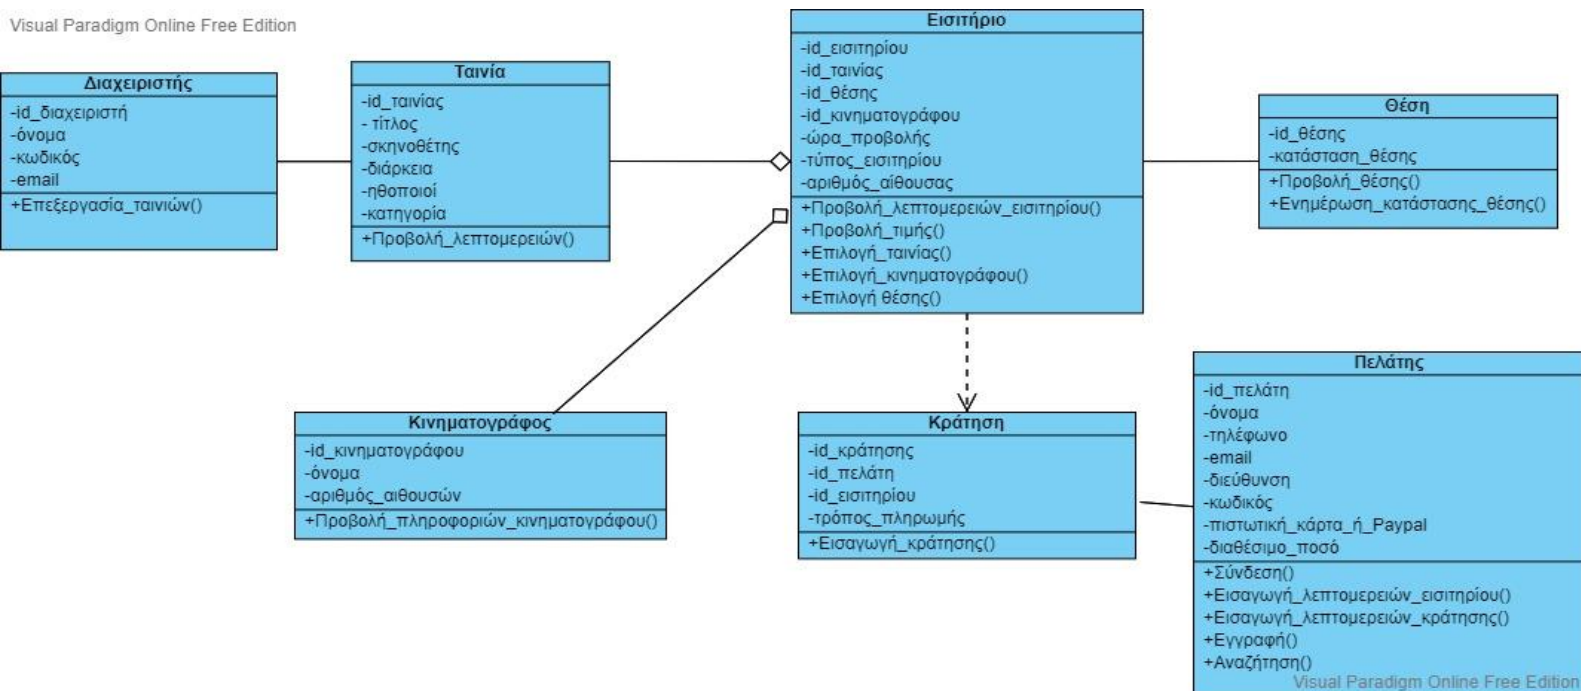 Visual Paradigm Online Free Edition
Διαχειριστής
-id_διαχειριστή
-όνομα
-κωδικός
-email
+Επεξεργασία_ταινιών()
Ταινία
-id_ταινίας
- τίτλος
-σκηνοθέτης
-διάρκεια
-ηθοποιοί
-κατηγορία
+Προβολή_λεπτομερειών()
Εισιτήριο
-id_εισιτηρίου
-id_ταινίας
-id_θέσης
-id_κινηματογράφου
-ώρα_προβολής
-τύπος_εισιτηρίου
-αριθμός_αίθουσας
+Προβολή_λεπτομερειών_εισιτηρίου()
+Προβολή_τιμής()
+Επιλογή_ταινίας()
+Επιλογή_κινηματογράφου()
+Επιλογή θέσης()
Θέση
-id_θέσης
-κατάσταση_θέσης
+Προβολή_θέσης()
+Ενημέρωση_κατάστασης_θέσης()
Κινηματογράφος
-id_κινηματογράφου
-όνομα
-αριθμός_αιθουσών
+Προβολή_πληροφοριών_κινηματογράφου()
Κράτηση
-id_κράτησης
-id_πελάτη
-id_εισιτηρίου
-τρόπος_πληρωμής
+Εισαγωγή_κράτησης()
Πελάτης
-id_πελάτη
-όνομα
-τηλέφωνο
-email
-διεύθυνση
-κωδικός
-πιστωτική_κάρτα_ή_Paypal
-διαθέσιμο_ποσό
+Σύνδεση()
+Εισαγωγή_λεπτομερειών_εισιτηρίου()
+Εισαγωγή_λεπτομερειών_κράτησης()
+Εγγραφή()
+Αναζήτηση()
Visual Paradigm Online Free Edition